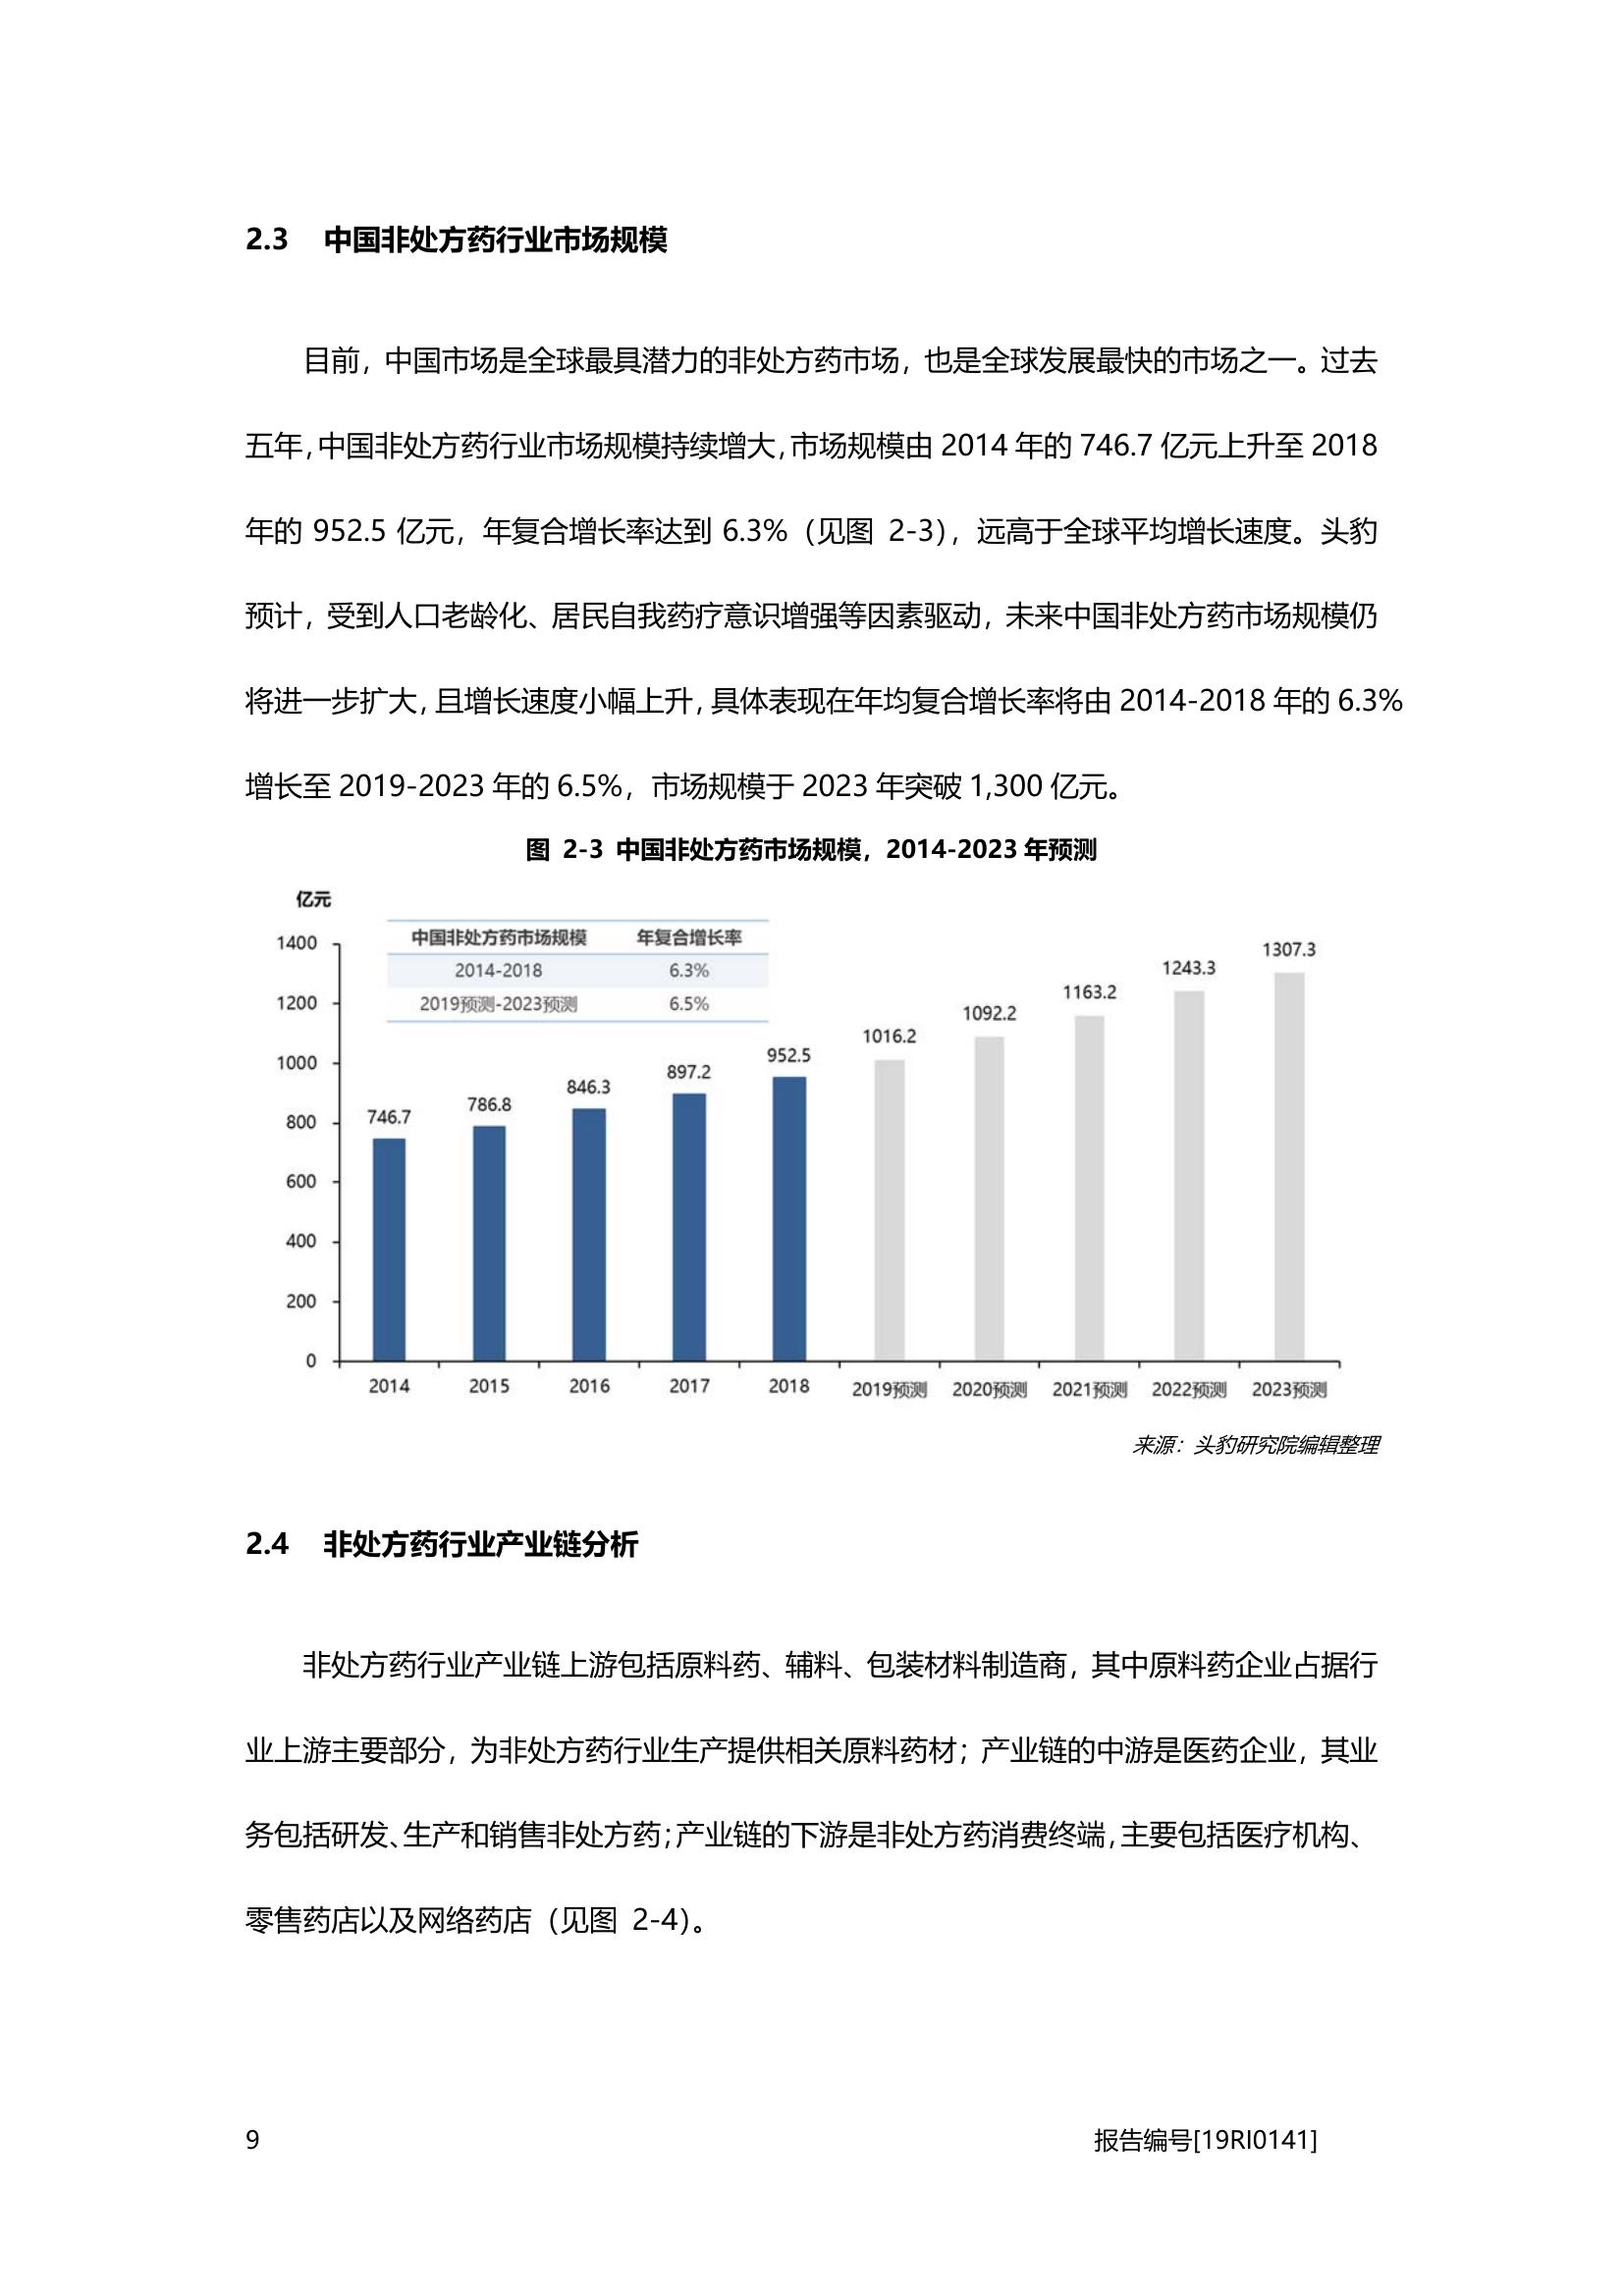 2.3 中国非处方药行业市场规模
目前，中国市场是全球最具潜力的非处方药市场，也是全球发展最快的市场之一。过去
五年，中国非处方药行业市场规模持续增大，市场规模由 2014 年的 746.7 亿元上升至 2018
年的 952.5 亿元，年复合增长率达到 6.3%（见图 2-3），远高于全球平均增长速度。头豹
预计，受到人口老龄化、居民自我药疗意识增强等因素驱动，未来中国非处方药市场规模仍
将进一步扩大，且增长速度小幅上升，具体表现在年均复合增长率将由 2014-2018 年的 6.3%
增长至 2019-2023 年的 6.5%，市场规模于 2023 年突破 1,300 亿元。
图 2-3 中国非处方药市场规模，2014-2023 年预测
亿元
中国非处方药市场规模 年复合增长率
2014-2018 6.3%
2019预测-2023预测 6.5%
1400
1200
1000
800
600
400
200
0
746.7 786.8 846.3 897.2 952.5 1016.2 1092.2 1163.2 1243.3 1307.3
2014 2015 2016 2017 2018 2019预测 2020预测 2021预测 2022预测 2023预测
来源：头豹研究院编辑整理
2.4 非处方药行业产业链分析
非处方药行业产业链上游包括原料药、辅料、包装材料制造商，其中原料药企业占据行
业上游主要部分，为非处方药行业生产提供相关原料药材；产业链的中游是医药企业，其业
务包括研发、生产和销售非处方药；产业链的下游是非处方药消费终端，主要包括医疗机构、
零售药店以及网络药店（见图 2-4）。
9 报告编号[19RI0141]